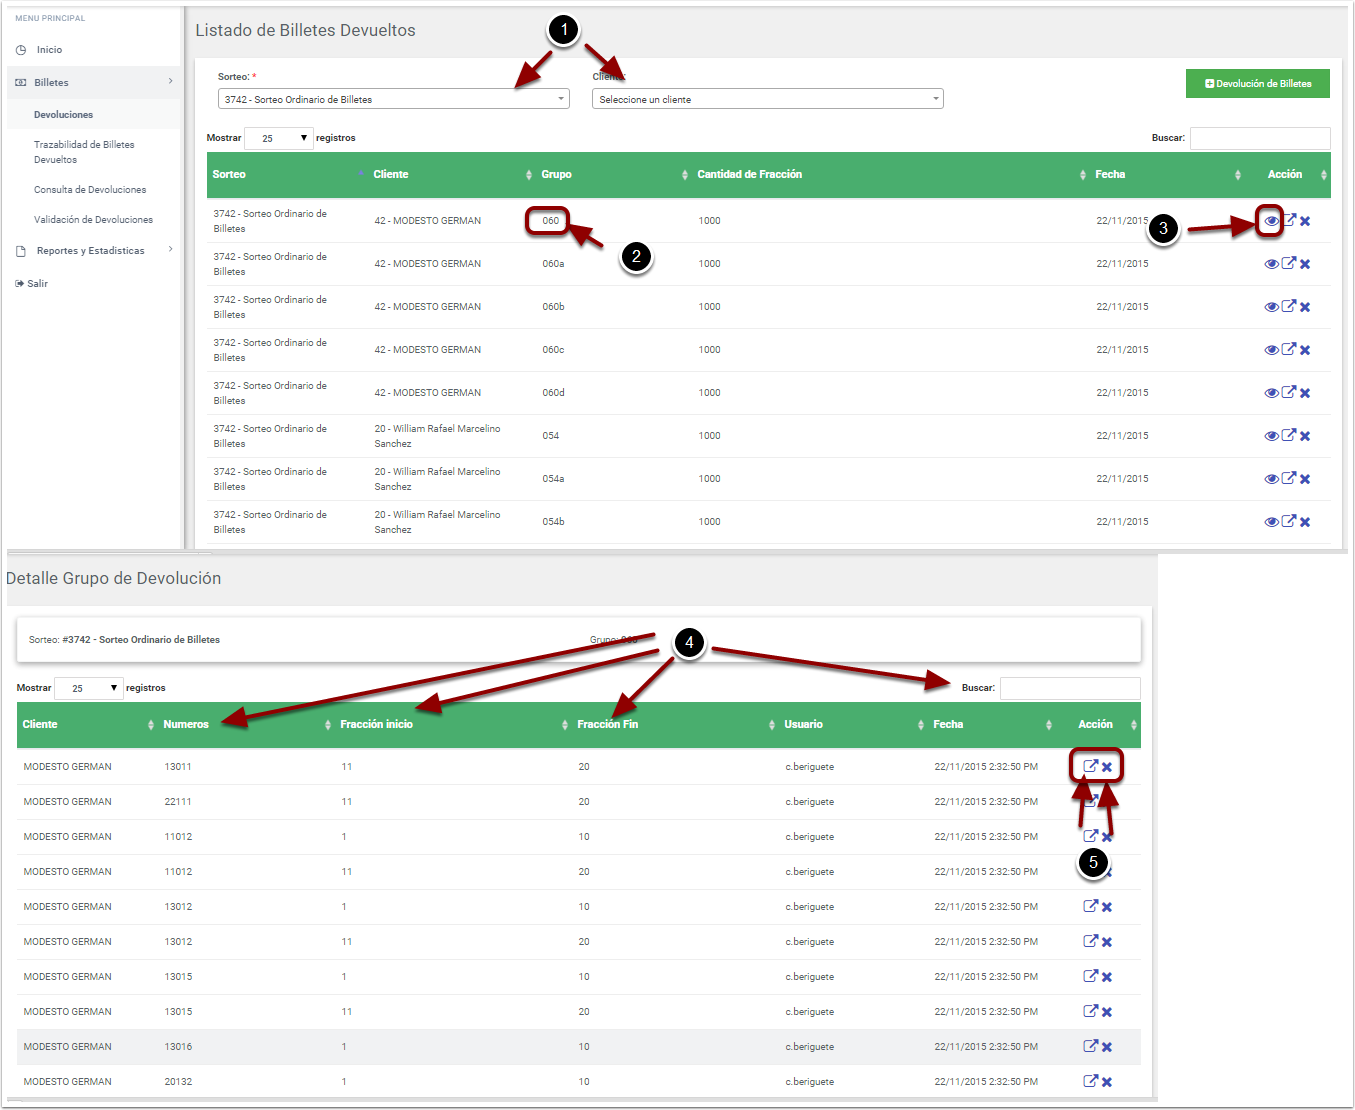 MENU PRINCIPAL
Inicio
Billetes
Devoluciones
Trazabilidad de Billetes
Devueltos
Consulta de Devoluciones
Validación de Devoluciones
Reportes y Estadisticas
Salir
Listado de Billetes Devueltos
1
Sorteo: *
Cliente:
3742 - Sorteo Ordinario de Billetes
Seleccione un cliente
Devolución de Billetes
Mostrar 25 registros
Buscar:
Sorteo Cliente Grupo Cantidad de Fracción Fecha Acción
3742 - Sorteo Ordinario de
Billetes
42 - MODESTO GERMAN 060 1000 22/11/2015
2
3
3742 - Sorteo Ordinario de
Billetes
42 - MODESTO GERMAN 060a 1000 22/11/2015
3742 - Sorteo Ordinario de
Billetes
42 - MODESTO GERMAN 060b 1000 22/11/2015
3742 - Sorteo Ordinario de
Billetes
42 - MODESTO GERMAN 060c 1000 22/11/2015
3742 - Sorteo Ordinario de
Billetes
42 - MODESTO GERMAN 060d 1000 22/11/2015
3742 - Sorteo Ordinario de
Billetes
20 - William Rafael Marcelino
Sanchez
054 1000 22/11/2015
3742 - Sorteo Ordinario de
Billetes
20 - William Rafael Marcelino
Sanchez
054a 1000 22/11/2015
3742 - Sorteo Ordinario de
Billetes
20 - William Rafael Marcelino
Sanchez
054b 1000 22/11/2015
Detalle Grupo de Devolución
Sorteo: #3742 - Sorteo Ordinario de Billetes
Grupo:
4
Mostrar 25 registros
Buscar:
Cliente Numeros Fracción inicio Fracción Fin Usuario Fecha Acción
MODESTO GERMAN 13011 11 20 c.beriguete 22/11/2015 2:32:50 PM
MODESTO GERMAN 22111 11 20 c.beriguete 22/11/2015 2:32:50 PM
MODESTO GERMAN 11012 1 10 c.beriguete 22/11/2015 2:32:50 PM
MODESTO GERMAN 11012 11 20 c.beriguete 22/11/2015 2:32:50 PM
5
MODESTO GERMAN 13012 1 10 c.beriguete 22/11/2015 2:32:50 PM
MODESTO GERMAN 13012 11 20 c.beriguete 22/11/2015 2:32:50 PM
MODESTO GERMAN 13015 1 10 c.beriguete 22/11/2015 2:32:50 PM
MODESTO GERMAN 13015 11 20 c.beriguete 22/11/2015 2:32:50 PM
MODESTO GERMAN 13016 1 10 c.beriguete 22/11/2015 2:32:50 PM
MODESTO GERMAN 20132 1 10 c.beriguete 22/11/2015 2:32:50 PM